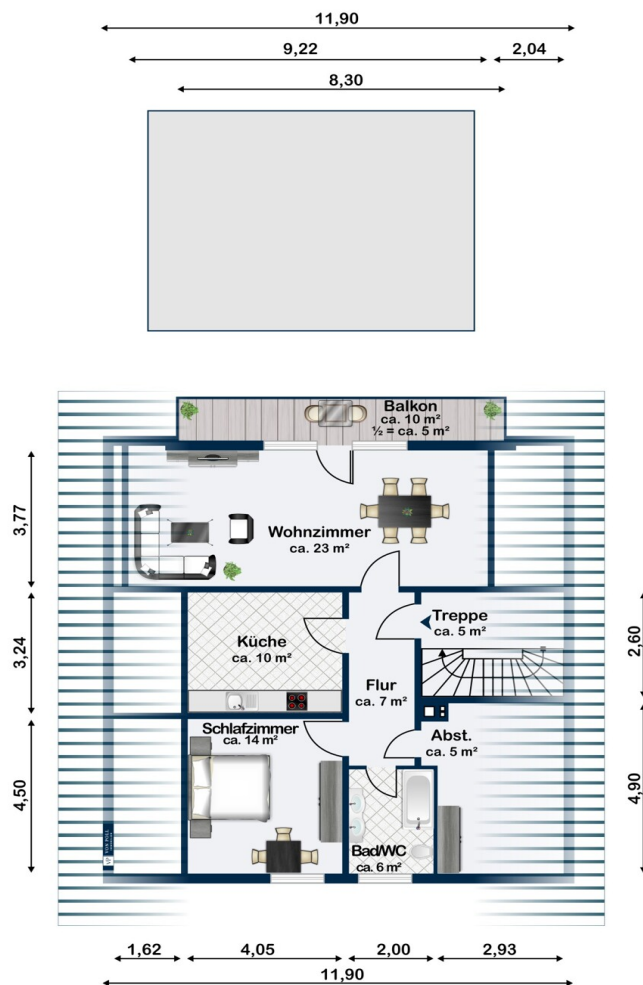 11,90
9,22
2,04
8,30
Balkon
ca. 10 m²
½ = ca. 5 m²
3,77
Wohnzimmer
ca. 23 m²
3,24
Küche
ca. 10 m²
Treppe
ca. 5 m²
2,60
Flur
ca. 7 m²
Schlafzimmer
ca. 14 m²
Abst.
ca. 5 m²
4,50
4,90
Bad/WC
ca. 6 m²
VP
1,62
4,05
2,00
2,93
11,90